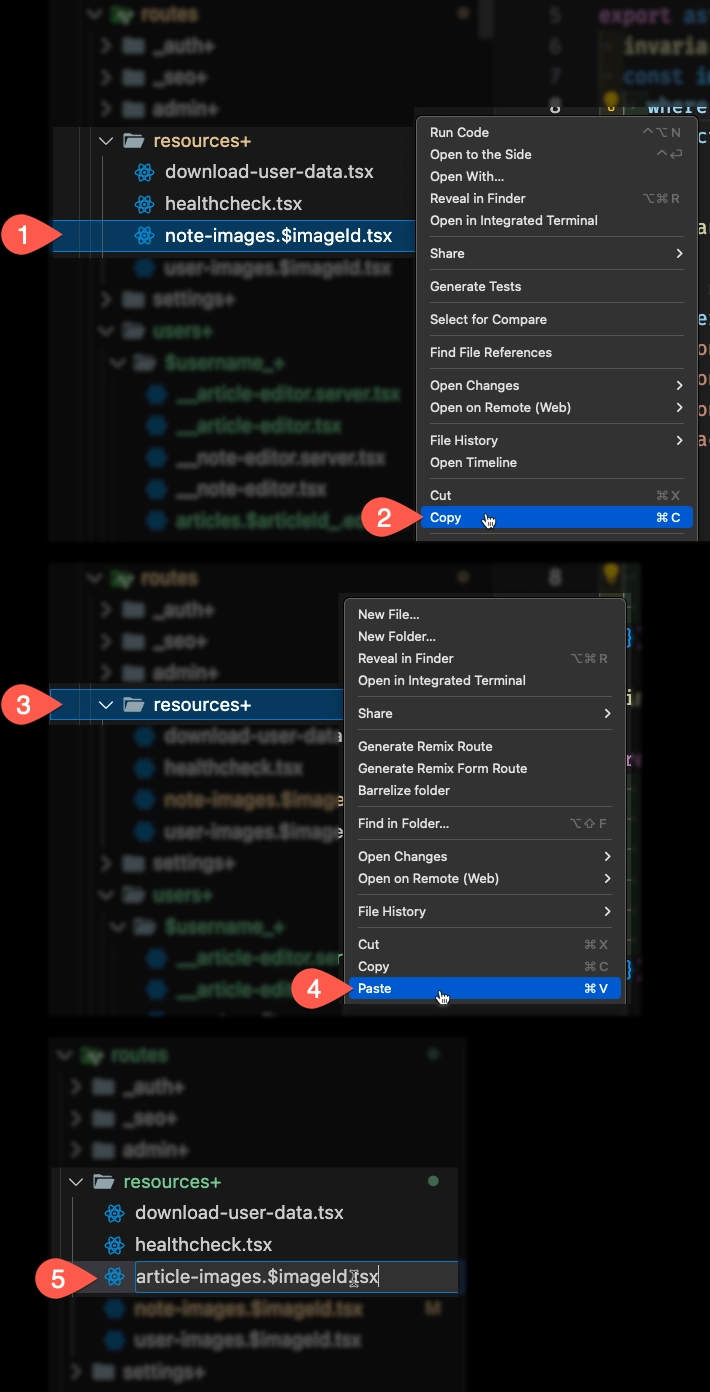 routes
5
export as
_auth+
6
invaria
_seo+
7
const i
admin+
8
where
resources+
download-user-data.tsx
healthcheck.tsx
1
note-images.$imageId.tsx
user-images.$imageId.tsx
settings+
users+
$username_+
__article-editor.server.tsx
__article-editor.tsx
__note-editor.server.tsx
__note-editor.tsx
articles.$articleId_.ed
Run Code ⌃⌥N
Open to the Side ⌃⏎
Open With...
Reveal in Finder ⌥⌘R
Open in Integrated Terminal
Share
Generate Tests
Select for Compare
Find File References
Open Changes
Open on Remote (Web)
File History
Open Timeline
Cut ⌘X
2
Copy ⌘C
routes
8
_auth+
_seo+
admin+
3
resources+
download-user-data
healthcheck.tsx
note-images.$image
user-images.$image
settings+
users+
$username_+
__article-editor.ser
__article-edi
New File...
New Folder...
Reveal in Finder ⌥⌘R
Open in Integrated Terminal
Share
Generate Remix Route
Generate Remix Form Route
Barrelize folder
Find in Folder... ⌥⇧F
Open Changes
Open on Remote (Web)
File History
Cut ⌘X
Copy ⌘C
4
Paste ⌘V
routes
_auth+
_seo+
admin+
resources+
download-user-data.tsx
healthcheck.tsx
5
article-images.$imageId.tsx
note-images.$imageId.tsx M
user-images.$imageId.tsx
settings+